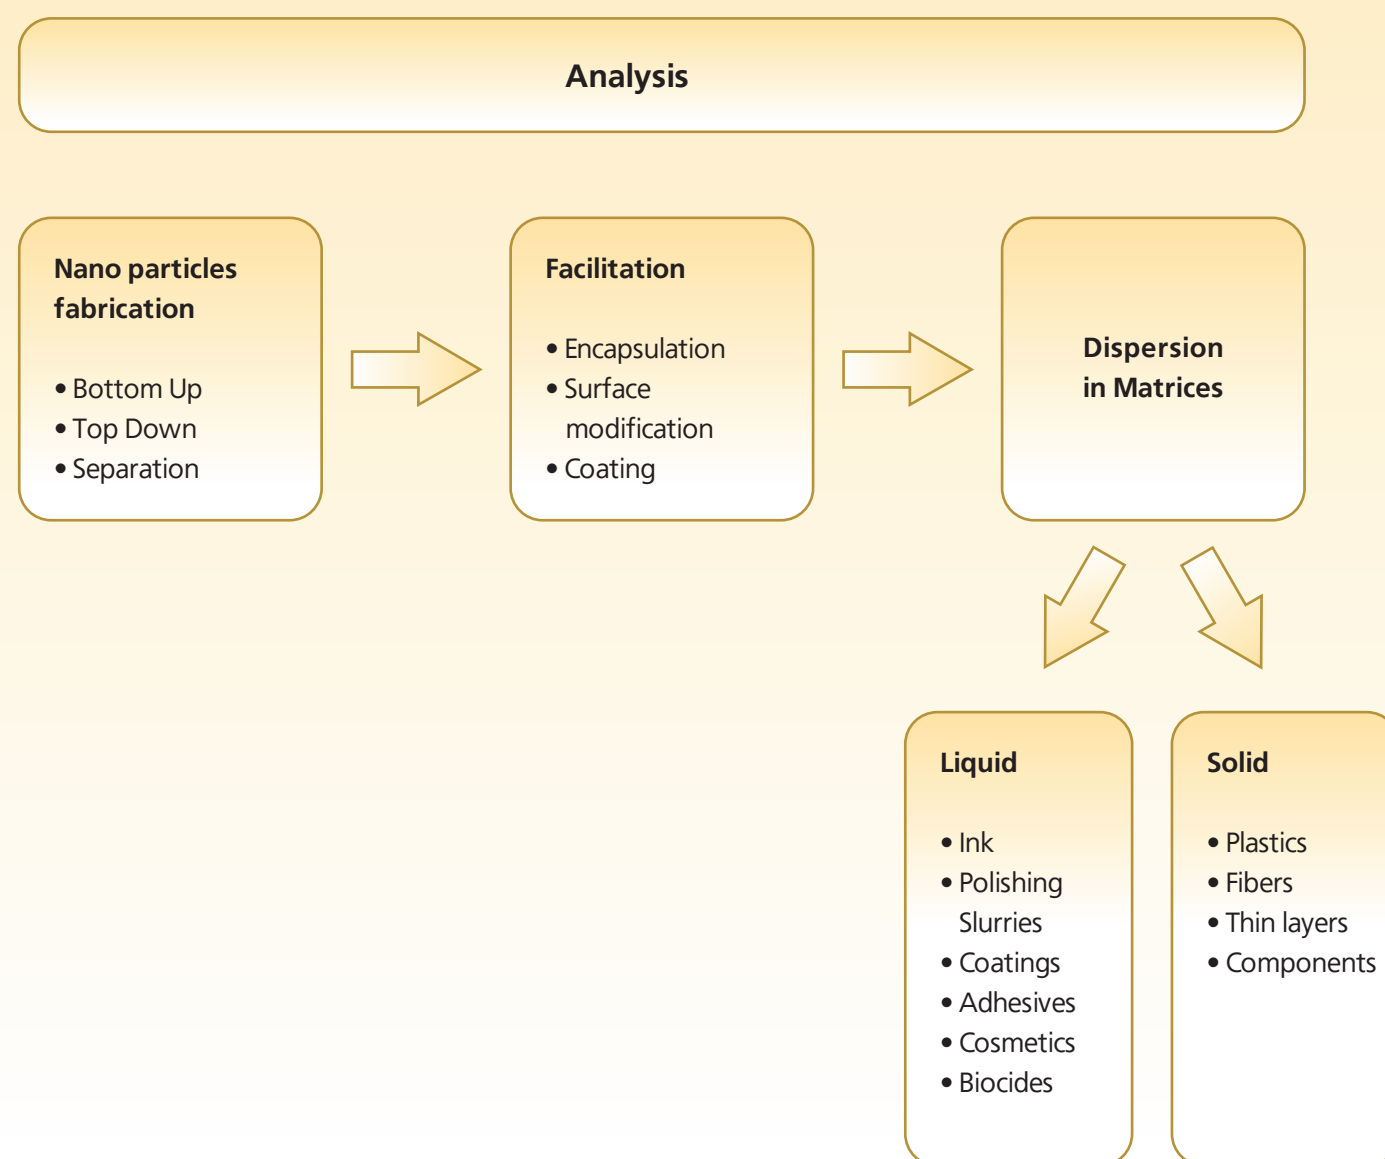 Analysis
Nano particles
fabrication
• Bottom Up
• Top Down
• Separation
Facilitation
• Encapsulation
• Surface
modification
• Coating
Dispersion
in Matrices
Liquid
• Ink
• Polishing
Slurries
• Coatings
• Adhesives
• Cosmetics
• Biocides
Solid
• Plastics
• Fibers
• Thin layers
• Components